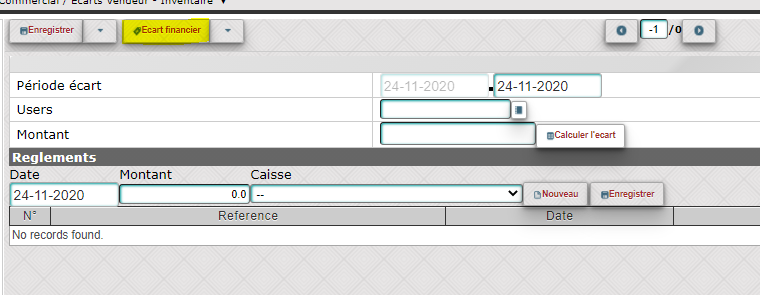 Commercial / Ecarts Vendeur - Inventaire
Enregistrer Ecart financier -1 /0
Période écart 24-11-2020 - 24-11-2020
Users
Montant Calculer l'ecart
Reglements
Date Montant Caisse
24-11-2020 0.0 -- Nouveau Enregistrer
N° Reference Date
No records found.